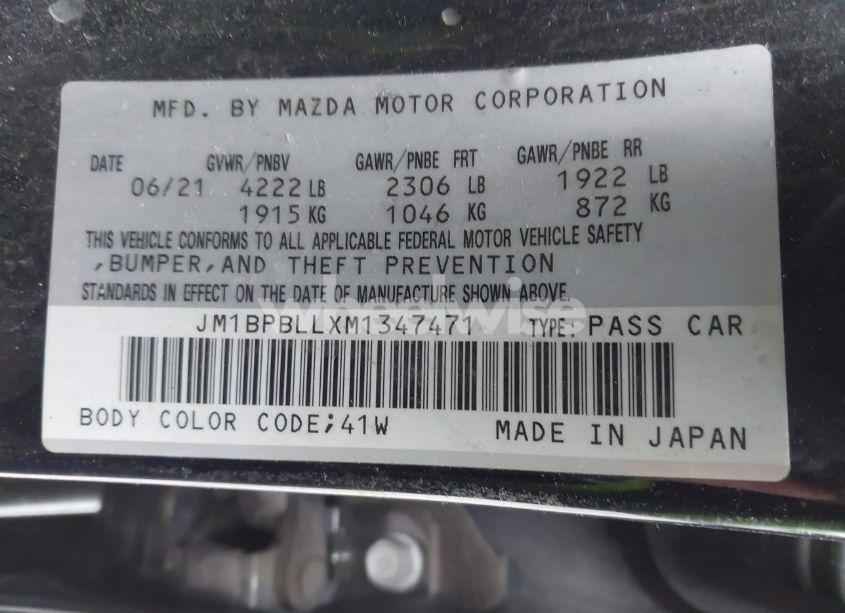 MFD. BY MAZDA MOTOR CORPORATION
DATE GVWR/PNBV GAWR/PNBE FRT GAWR/PNBE RR
06/21 4222 LB 2306 LB 1922 LB
1915 KG 1046 KG 872 KG
THIS VEHICLE CONFORMS TO ALL APPLICABLE FEDERAL MOTOR VEHICLE SAFETY
,BUMPER,AND THEFT PREVENTION
STANDARDS IN EFFECT ON THE DATE OF MANUFACTURE SHOWN ABOVE.
wheelwise
JM1BPBLLXM1347471 TYPE: PASS CAR
BODY COLOR CODE;41W MADE IN JAPAN